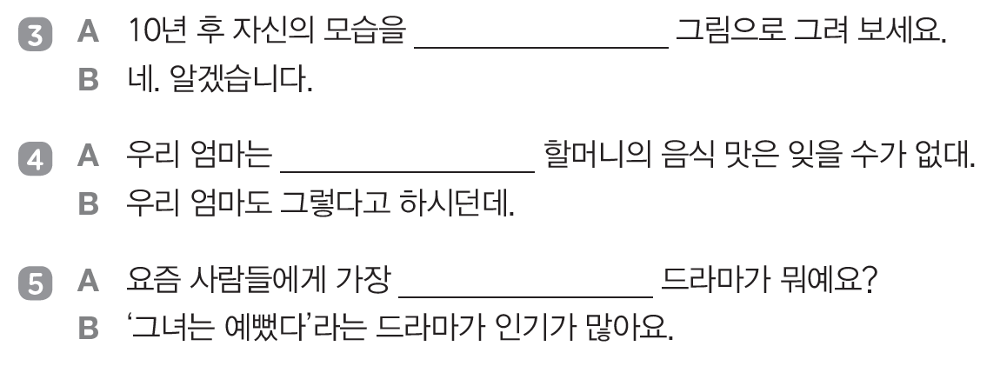 3 A 10년 후 자신의 모습을 ____________ 그림으로 그려 보세요.
B 네. 알겠습니다.
4 A 우리 엄마는 ____________ 할머니의 음식 맛은 잊을 수가 없대.
B 우리 엄마도 그렇다고 하시던데.
5 A 요즘 사람들에게 가장 ____________ 드라마가 뭐예요?
B ‘그녀는 예뻤다’라는 드라마가 인기가 많아요.